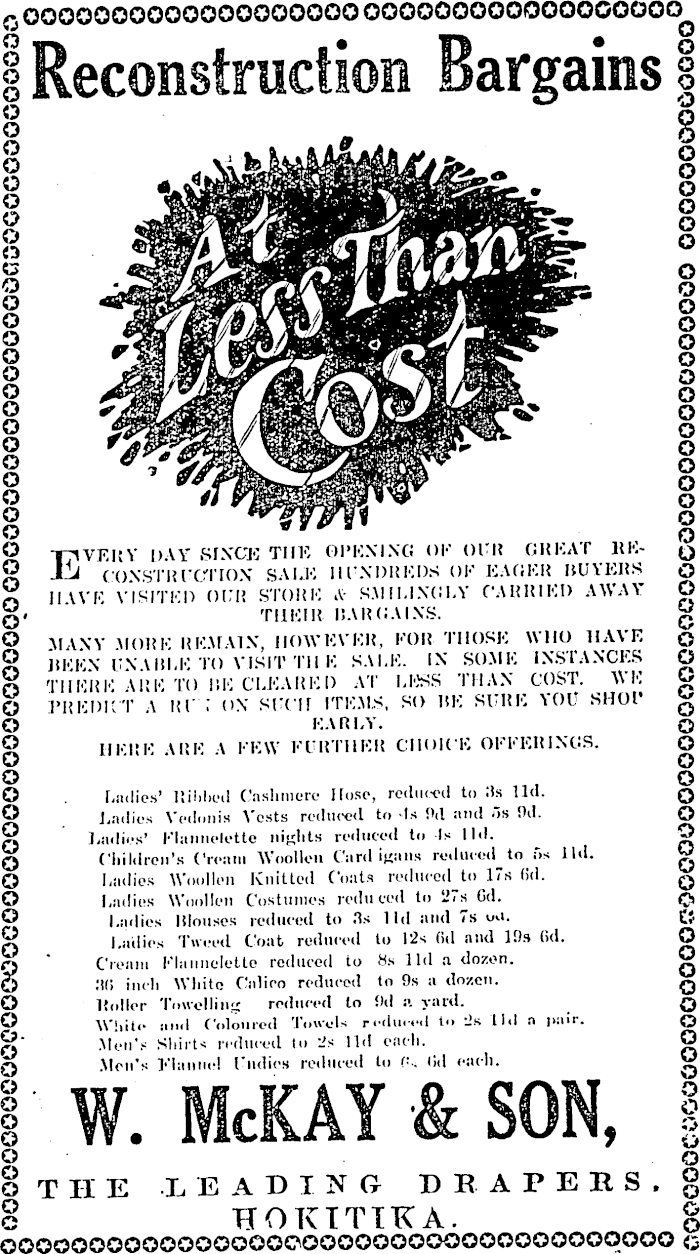 Reconstruction Bargains
At
Less Than
Cost
EVERY DAY SINCE THE OPENING OF OUR GREAT RE-
CONSTRUCTION SALE HUNDREDS OF EAGER BUYERS
HAVE VISITED OUR STORE & SMILINGLY CARRIED AWAY
THEIR BARGAINS.
MANY MORE REMAIN, HOWEVER, FOR THOSE WHO HAVE
BEEN UNABLE TO VISIT THE SALE. IN SOME INSTANCES
THERE ARE TO BE CLEARED AT LESS THAN COST. WE
PREDICT A RUN ON SUCH ITEMS, SO BE SURE YOU SHOP
EARLY.
HERE ARE A FEW FURTHER CHOICE OFFERINGS.
Ladies' Ribbed Cashmere Hose, reduced to 3s 11d.
Ladies Vedonis Vests reduced to 4s 9d and 5s 9d.
Ladies' Flannelette nights reduced to 4s 11d.
Children's Cream Woollen Cardigans reduced to 5s 11d.
Ladies Woollen Knitted Coats reduced to 17s 6d.
Ladies Woollen Costumes reduced to 27s 6d.
Ladies Blouses reduced to 3s 11d and 7s
Ladies Tweed Coat reduced to 12s 6d and 19s 6d.
Cream Flannelette reduced to 8s 11d a dozen.
36 inch White Calico reduced to 9s a dozen.
Roller Towelling reduced to 9d a yard.
White and Coloured Towels reduced to 2s 11d a pair.
Men's Shirts reduced to 2s 11d each.
Men's Flannel Undies reduced to 6d each.
W. McKAY & SON,
THE LEADING DRAPERS.
HOKITIKA.